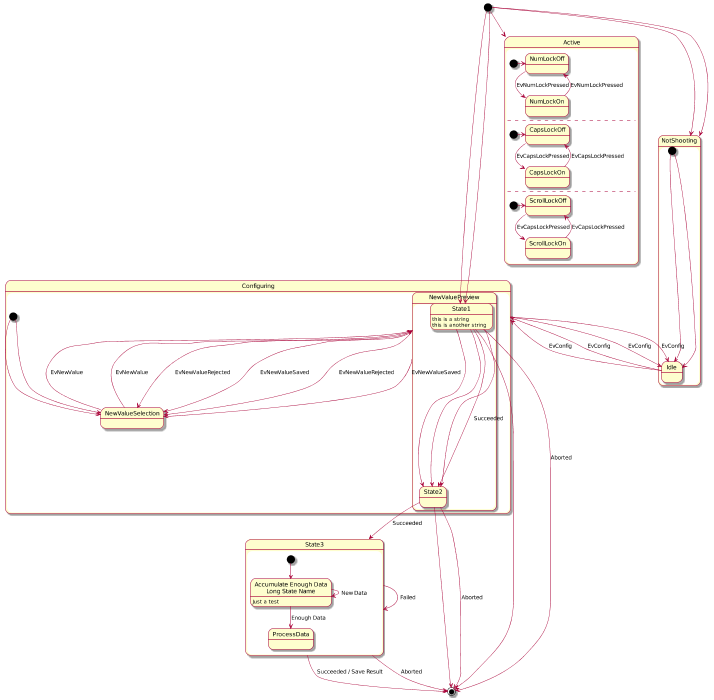 Active
NumLockOff
EvNumLockPressed
EvNumLockPressed
NumLockOn
CapsLockOff
EvCapsLockPressed
EvCapsLockPressed
CapsLockOn
ScrollLockOff
EvCapsLockPressed
EvCapsLockPressed
ScrollLockOn
NotShooting
Idle
Configuring
NewValuePreview
State1
this is a string
this is another string
EvConfig
EvConfig
EvConfig
EvConfig
EvNewValue
EvNewValue
EvNewValueRejected
EvNewValueSaved
EvNewValueRejected
EvNewValueSaved
NewValueSelection
Succeeded
Aborted
State2
Succeeded
State3
Accumulate Enough Data
Long State Name
Just a test
New Data
Failed
Aborted
Enough Data
ProcessData
Succeeded / Save Result
Aborted